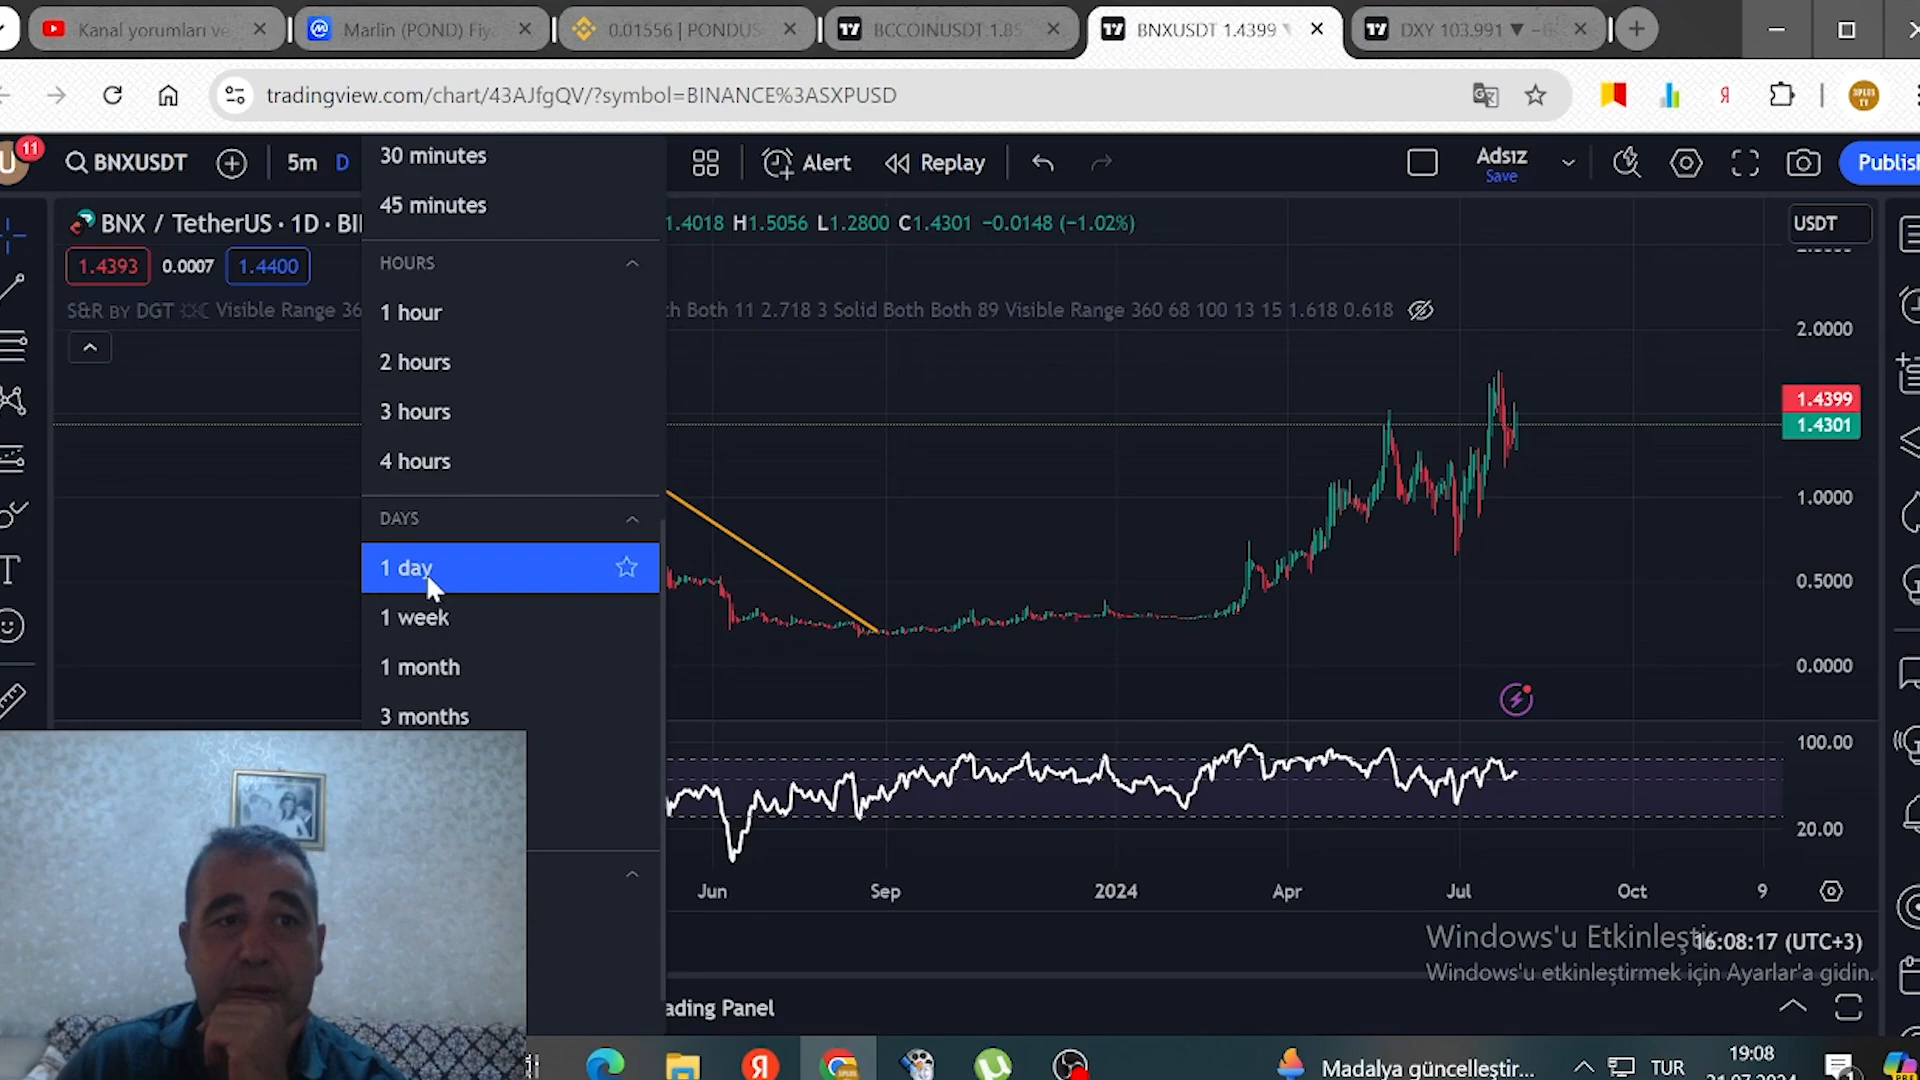 Kanal yorumları ve
Marlin (POND) Fiya
0.01556 | PONDUS
BCCOINUSDT 1.85
BNXUSDT 1.4399 ▼
DXY 103.991 ▼
tradingview.com/chart/43AJfgQV/?symbol=BINANCE%3ASXPUSD
11
U
BNXUSDT
5m
D
Alert
Replay
Adsız
Save
Publish
30 minutes
45 minutes
HOURS
1 hour
2 hours
3 hours
4 hours
DAYS
1 day
1 week
1 month
3 months
BNX / TetherUS · 1D · BI
1.4018 H1.5056 L1.2800 C1.4301 −0.0148 (−1.02%)
USDT
1.4393
0.0007
1.4400
S&R BY DGT Visible Range 36
h Both 11 2.718 3 Solid Both Both 89 Visible Range 360 68 100 13 15 1.618 0.618
2.0000
1.4399
1.4301
1.0000
0.5000
0.0000
100.00
20.00
Jun
Sep
2024
Apr
Jul
Oct
9
Windows'u Etkinleştir
16:08:17 (UTC+3)
Windows'u etkinleştirmek için Ayarlar'a gidin.
ading Panel
Madalya güncelleştir...
TUR
19:08
31.07.2024